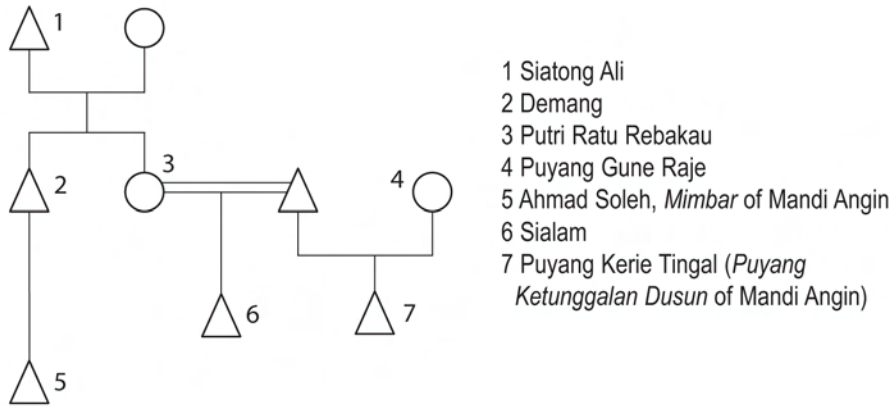 1
2
3
4
5
6
7
1 Siatong Ali
2 Demang
3 Putri Ratu Rebakau
4 Puyang Gune Raje
5 Ahmad Soleh, Mimbar of Mandi Angin
6 Sialam
7 Puyang Kerie Tingal (Puyang
Ketunggalan Dusun of Mandi Angin)